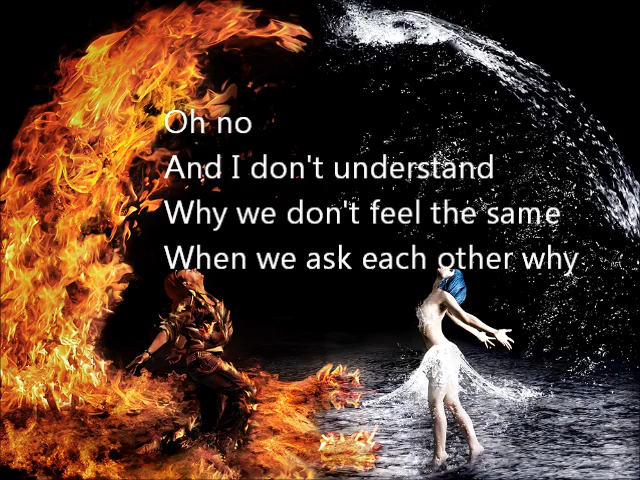 Oh no
And I don't understand
Why we don't feel the same
When we ask each other why